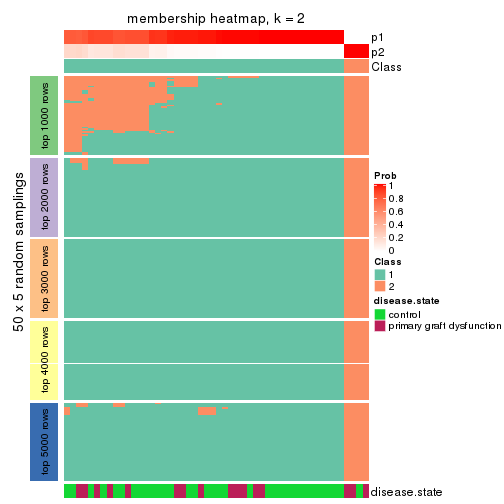 membership heatmap, k = 2
p1
p2
Class
50 x 5 random samplings
top 1000 rows
top 2000 rows
top 3000 rows
top 4000 rows
top 5000 rows
Prob
1
0.8
0.6
0.4
0.2
0
Class
1
2
disease.state
control
primary graft dysfunction
disease.state